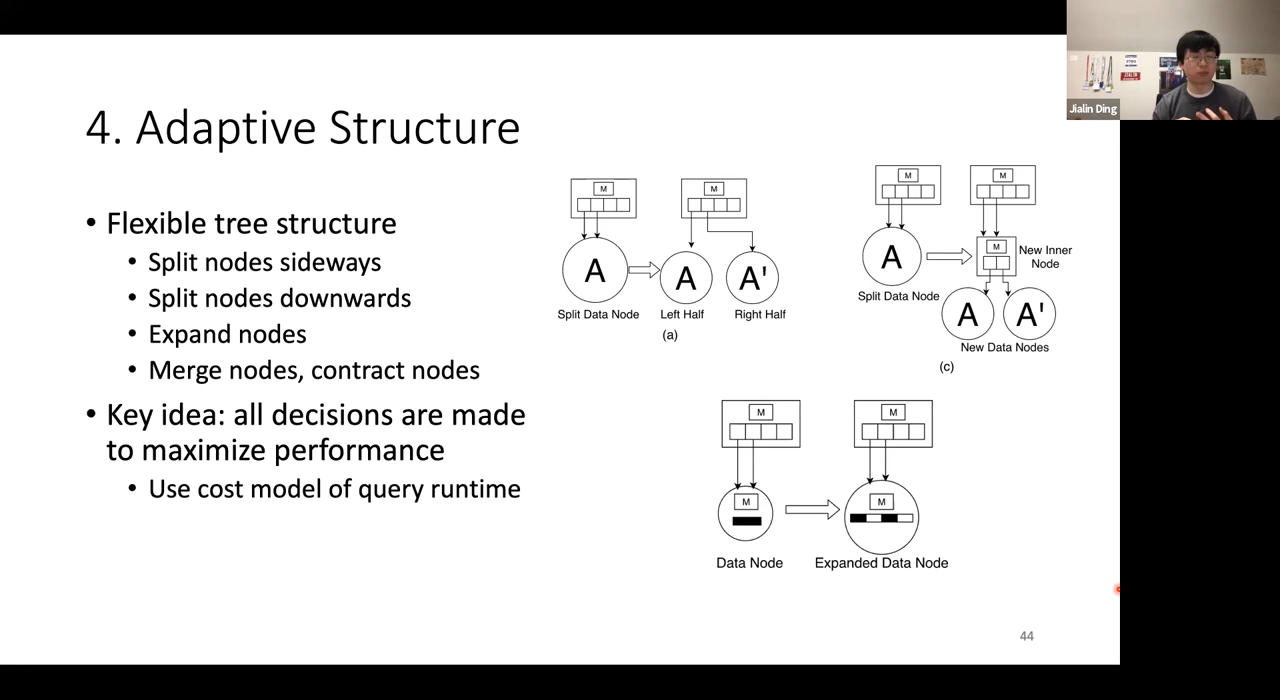 Jialin Ding
4. Adaptive Structure
• Flexible tree structure
• Split nodes sideways
• Split nodes downwards
• Expand nodes
• Merge nodes, contract nodes
• Key idea: all decisions are made
to maximize performance
• Use cost model of query runtime
M
M
A
A
A'
Split Data Node
Left Half
Right Half
(a)
M
M
A
M
New Inner
Node
Split Data Node
A
A'
New Data Nodes
(c)
M
M
M
M
Data Node
Expanded Data Node
44